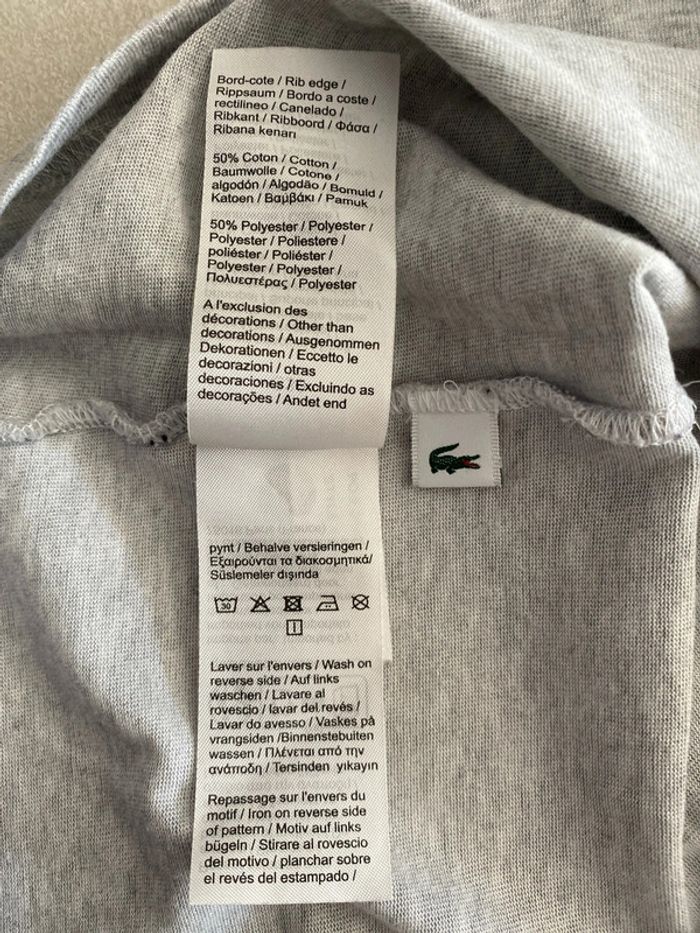 Bord-cote / Rib edge /
Rippsaum / Bordo a coste /
rectilineo / Canelado /
Ribkant / Ribboord / Φάσα /
Ribana kenarı
50% Coton / Cotton /
Baumwolle / Cotone /
algodón / Algodão / Bomuld /
Katoen / Βαμβάκι / Pamuk
50% Polyester / Polyester /
Polyester / Poliestere /
poliéster / Poliéster /
Polyester / Polyester /
Πολυεστέρας / Polyester
A l'exclusion des
décorations / Other than
decorations / Ausgenommen
Dekorationen / Eccetto le
decorazioni / otras
decoraciones / Excluindo as
decorações / Andet end
pynt / Behalve versieringen /
Εξαιρούνται τα διακοσμητικά/
Süslemeler dışında
30
Laver sur l'envers / Wash on
reverse side / Auf links
waschen / Lavare al
rovescio / lavar del revés /
Lavar do avesso / Vaskes på
vrangsiden /Binnenstebuiten
wassen / Πλένεται από την
ανάποδη / Tersinden yıkayın
Repassage sur l'envers du
motif / Iron on reverse side
of pattern / Motiv auf links
bügeln / Stirare al rovescio
del motivo / planchar sobre
el revés del estampado /